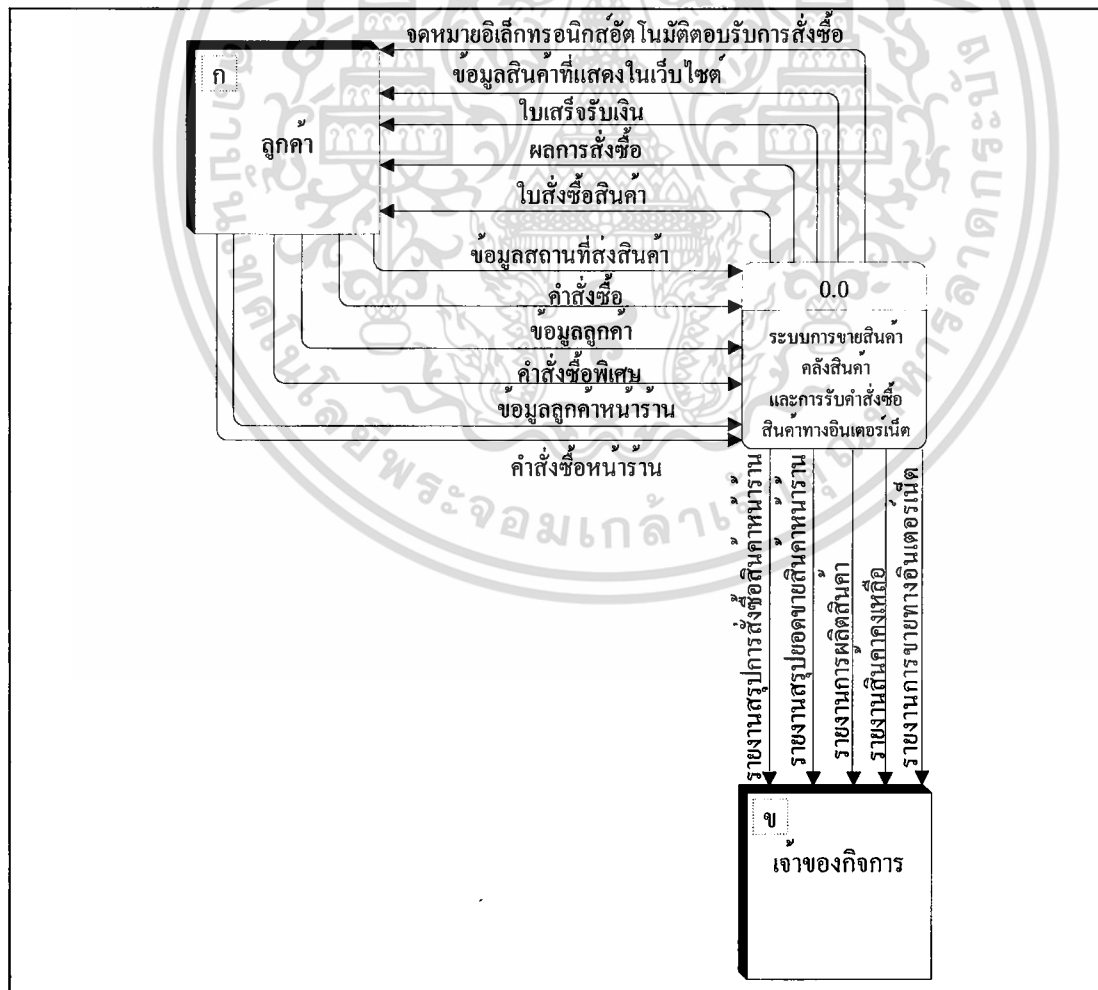 จดหมายอิเล็กทรอนิกส์อัตโนมัติตอบรับการสั่งซื้อ
ก
ข้อมูลสินค้าที่แสดงในเว็บไซต์
ใบเสร็จรับเงิน
ลูกค้า
ผลการสั่งซื้อ
ใบสั่งซื้อสินค้า
ข้อมูลสถานที่ส่งสินค้า
คำสั่งซื้อ
0.0
ข้อมูลลูกค้า
ระบบการขายสินค้า
คลังสินค้า
และการรับคำสั่งซื้อ
สินค้าทางอินเตอร์เน็ต
คำสั่งซื้อพิเศษ
ข้อมูลลูกค้าหน้าร้าน
คำสั่งซื้อหน้าร้าน
รายงานสรุปการสั่งซื้อสินค้าหน้าร้าน
รายงานสรุปยอดขายสินค้าหน้าร้าน
รายงานการผลิตสินค้า
รายงานสินค้าคงเหลือ
รายงานการขายทางอินเตอร์เน็ต
ข
เจ้าของกิจการ